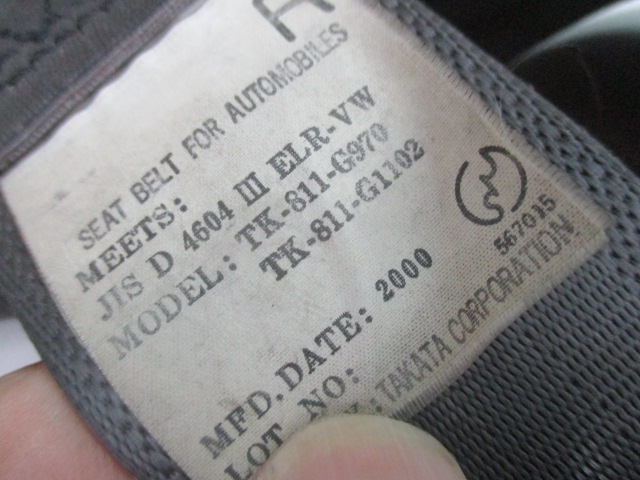 SEAT BELT FOR AUTOMOBILES
MEETS:
JIS D 4604 III ELR-VW
MODEL: TK-811-G970
TK-811-G1102
567015
MFD. DATE: 2000
LOT NO:
TAKATA CORPORATION